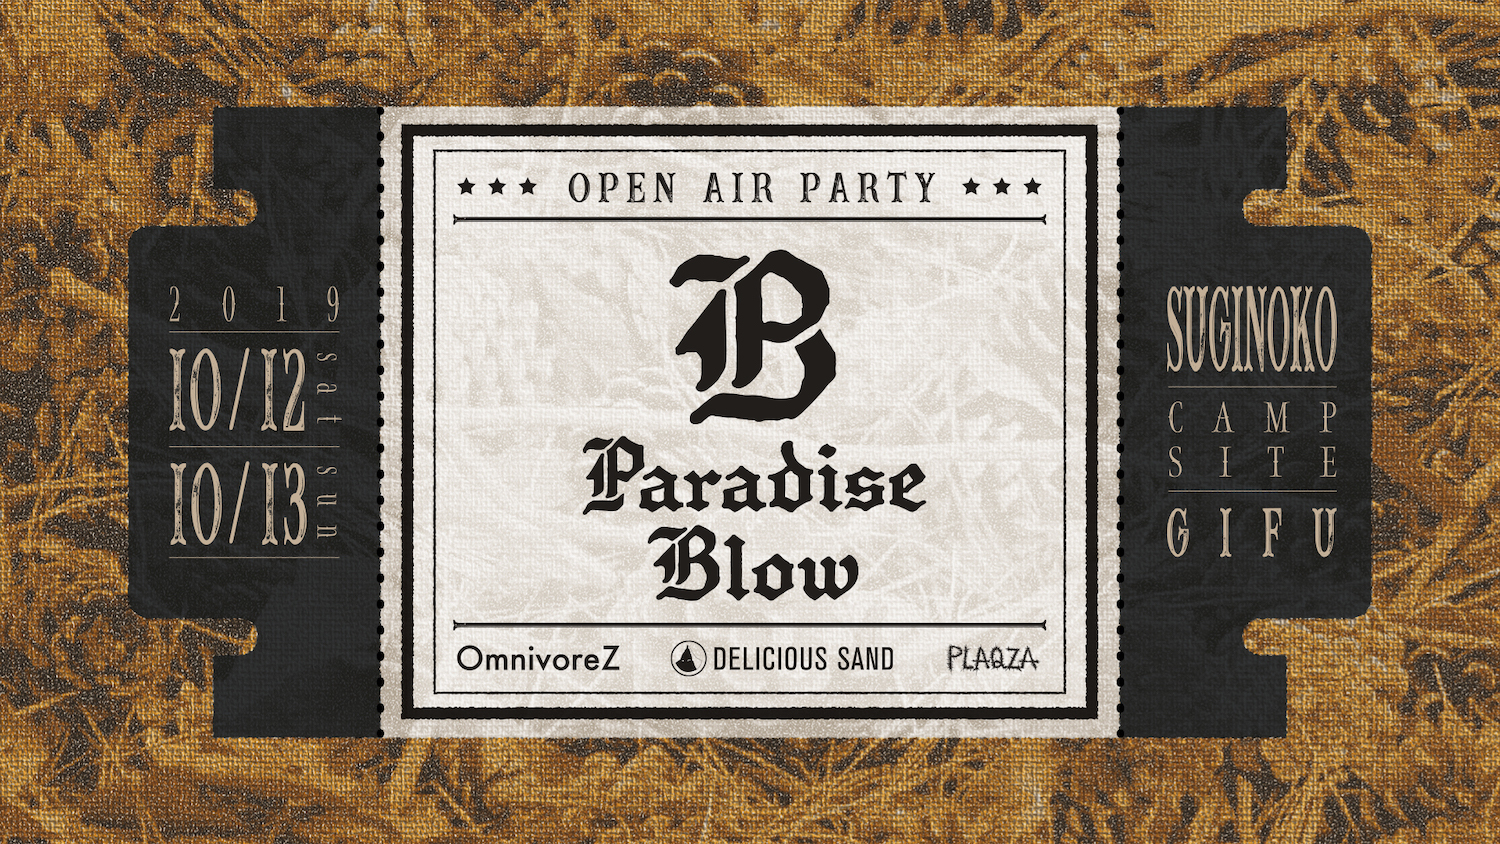 ★★★ OPEN AIR PARTY ★★★
2019
10/12 sat
10/13 sun
PB
Paradise
Blow
OmnivoreZ DELICIOUS SAND PLAQZA
SUGINOKO
CAMP
SITE
GIFU